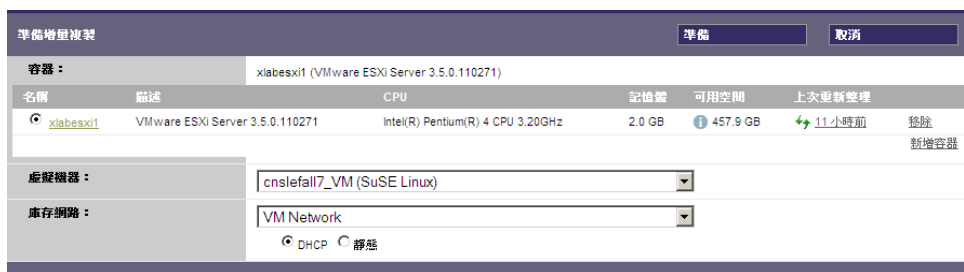 準備增量複製 準備 取消
容器： xlabesxi1 (VMware ESXi Server 3.5.0.110271)
名稱 描述 CPU 記憶體 可用空間 上次重新整理
xlabesxi1 VMware ESXi Server 3.5.0.110271 Intel(R) Pentium(R) 4 CPU 3.20GHz 2.0 GB 457.9 GB 11 小時前 移除
新增容器
虛擬機器： cnslefall7_VM (SuSE Linux)
庫存網路： VM Network
DHCP 靜態